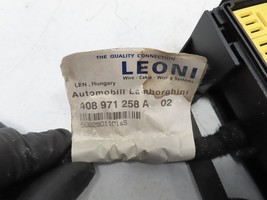 THE QUALITY CONNECTION
LEONI
Wire · Cable · Wiring Systems
LEN, Hungary
Automobili Lamborghini
408 971 258 A 02